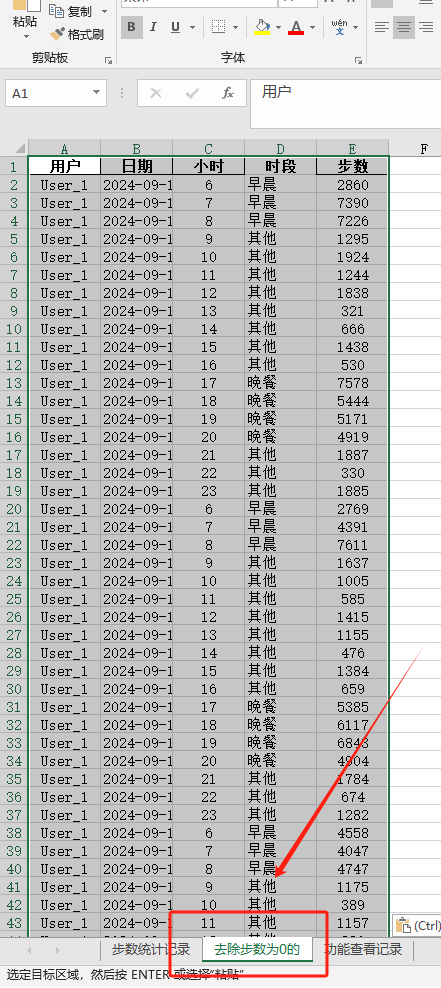 复制
粘贴
格式刷
B I U A wén 文
剪贴板 字体
A1 fx 用户
A B C D E F
1 用户 日期 小时 时段 步数
2 User_1 2024-09-1 6 早晨 2860
3 User_1 2024-09-1 7 早晨 7390
4 User_1 2024-09-1 8 早晨 7226
5 User_1 2024-09-1 9 其他 1295
6 User_1 2024-09-1 10 其他 1924
7 User_1 2024-09-1 11 其他 1244
8 User_1 2024-09-1 12 其他 1838
9 User_1 2024-09-1 13 其他 321
10 User_1 2024-09-1 14 其他 666
11 User_1 2024-09-1 15 其他 1438
12 User_1 2024-09-1 16 其他 530
13 User_1 2024-09-1 17 晚餐 7578
14 User_1 2024-09-1 18 晚餐 5444
15 User_1 2024-09-1 19 晚餐 5171
16 User_1 2024-09-1 20 晚餐 4919
17 User_1 2024-09-1 21 其他 1887
18 User_1 2024-09-1 22 其他 330
19 User_1 2024-09-1 23 其他 1885
20 User_1 2024-09-1 6 早晨 2769
21 User_1 2024-09-1 7 早晨 4391
22 User_1 2024-09-1 8 早晨 7611
23 User_1 2024-09-1 9 其他 1637
24 User_1 2024-09-1 10 其他 1005
25 User_1 2024-09-1 11 其他 585
26 User_1 2024-09-1 12 其他 1415
27 User_1 2024-09-1 13 其他 1155
28 User_1 2024-09-1 14 其他 476
29 User_1 2024-09-1 15 其他 1384
30 User_1 2024-09-1 16 其他 659
31 User_1 2024-09-1 17 晚餐 5385
32 User_1 2024-09-1 18 晚餐 6117
33 User_1 2024-09-1 19 晚餐 6843
34 User_1 2024-09-1 20 晚餐 4904
35 User_1 2024-09-1 21 其他 1784
36 User_1 2024-09-1 22 其他 674
37 User_1 2024-09-1 23 其他 1282
38 User_1 2024-09-1 6 早晨 4558
39 User_1 2024-09-1 7 早晨 4047
40 User_1 2024-09-1 8 早晨 4747
41 User_1 2024-09-1 9 其他 1175
42 User_1 2024-09-1 10 其他 389
43 User_1 2024-09-1 11 其他 1157
(Ctrl)
步数统计记录 去除步数为0的 功能查看记录
选定目标区域，然后按 ENTER 或选择"粘贴"